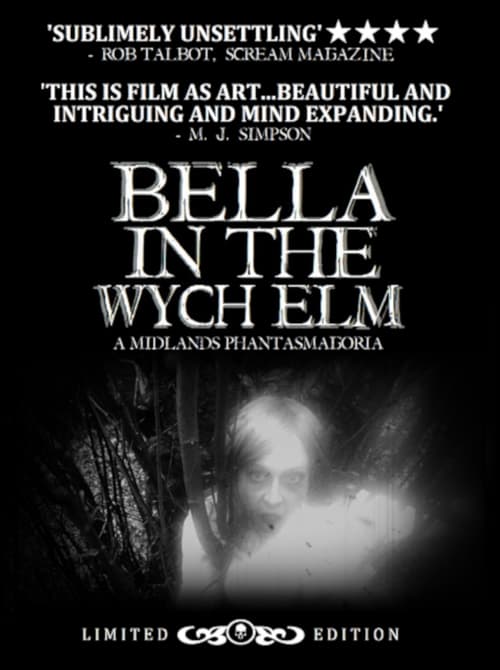 'SUBLIMELY UNSETTLING'★★★★
- ROB TALBOT, SCREAM MAGAZINE
'THIS IS FILM AS ART...BEAUTIFUL AND
INTRIGUING AND MIND EXPANDING.'
- M. J. SIMPSON
BELLA
IN THE
WYCH ELM
A MIDLANDS PHANTASMAGORIA
LIMITED EDITION